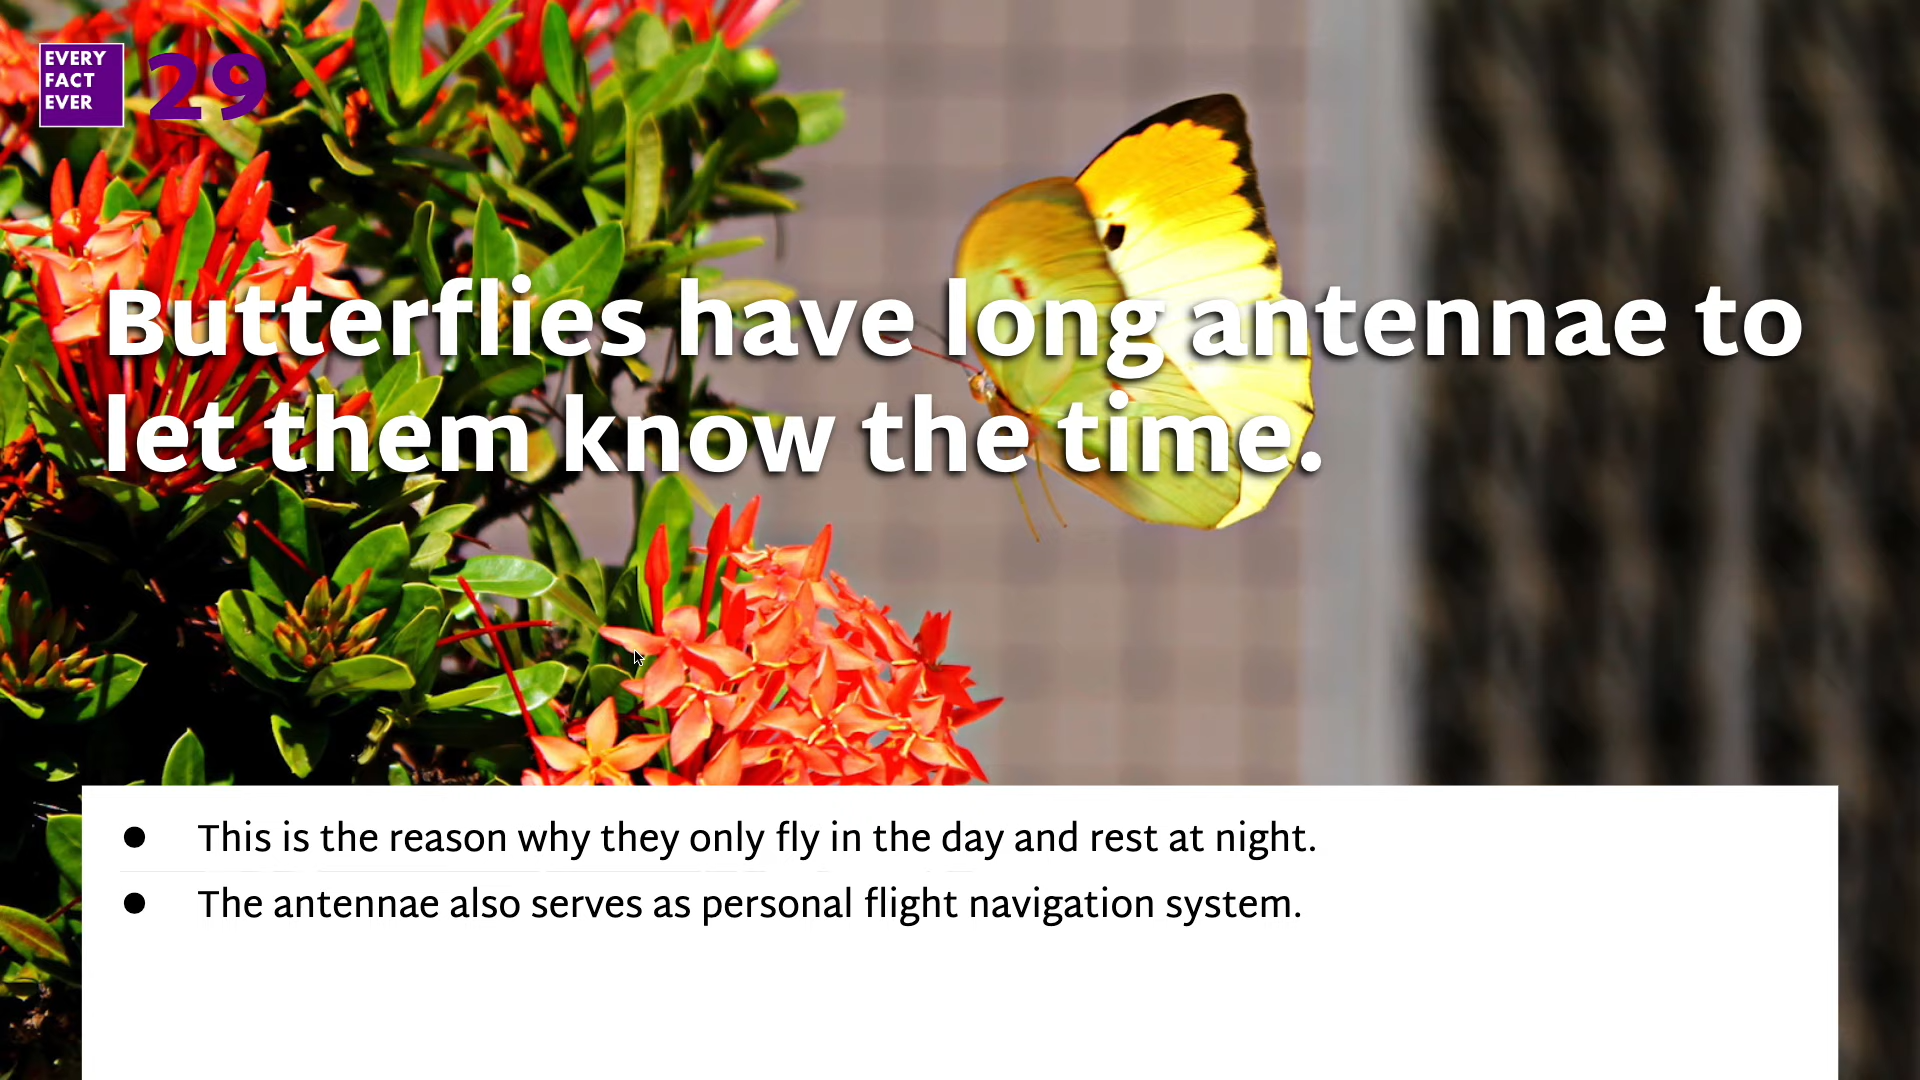 EVERY
FACT
EVER
29
Butterflies have long antennae to
let them know the time.
● This is the reason why they only fly in the day and rest at night.
● The antennae also serves as personal flight navigation system.